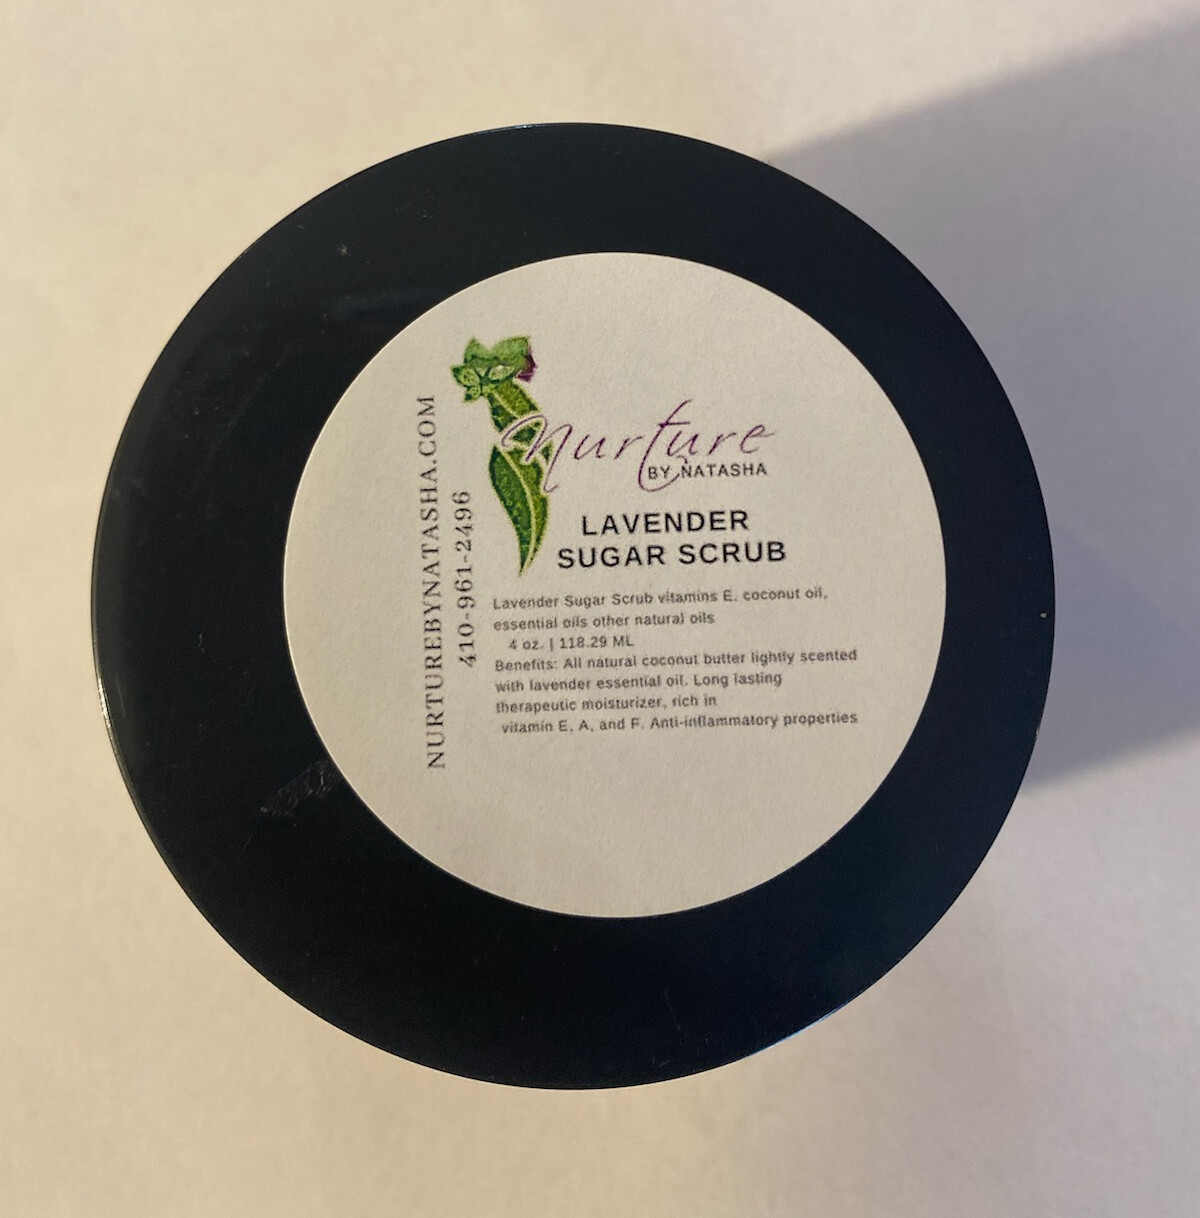 NURTUREBYNATASHA.COM
410-961-2496
nurture
BY NATASHA
LAVENDER
SUGAR SCRUB
Lavender Sugar Scrub vitamins E, coconut oil,
essential oils other natural oils
4 oz. | 118.29 ML
Benefits: All natural coconut butter lightly scented
with lavender essential oil. Long lasting
therapeutic moisturizer, rich in
vitamin E, A, and F. Anti-inflammatory properties